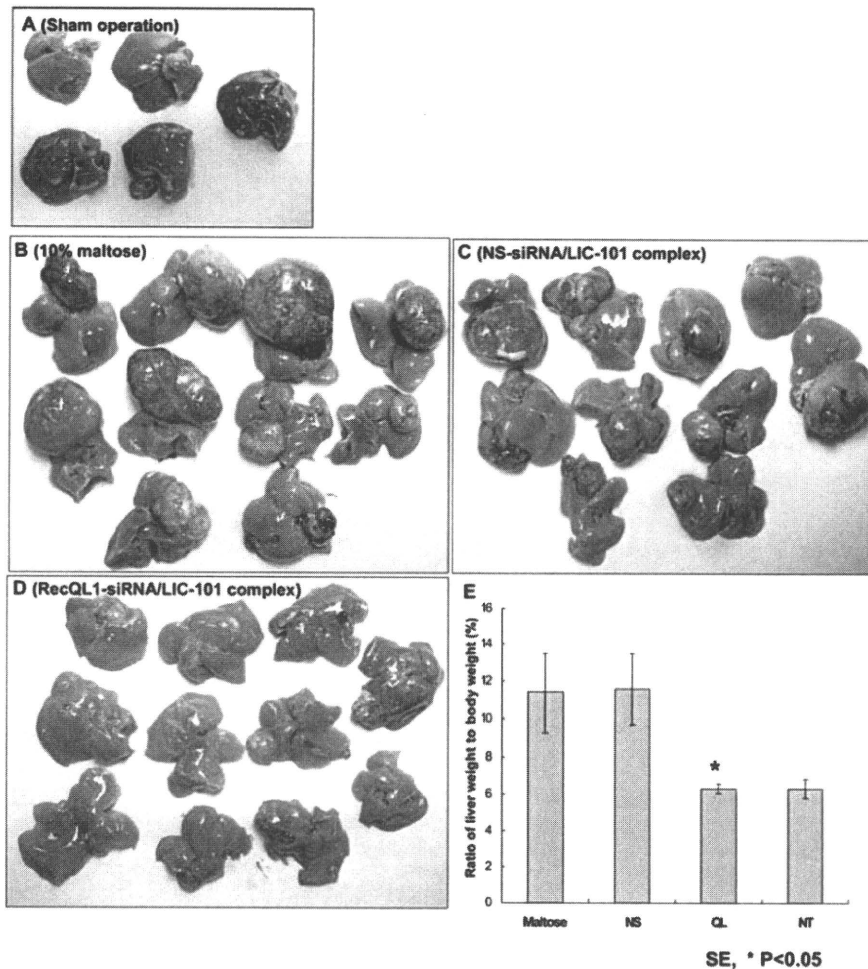 A (Sham operation)
B (10% maltose)
C (NS-siRNA/LIC-101 complex)
D (RecQL1-siRNA/LIC-101 complex)
E
Ratio of liver weight to body weight (%)
16
14
12
10
8
6
4
2
0
Maltose NS QL NT
SE, * P<0.05
*